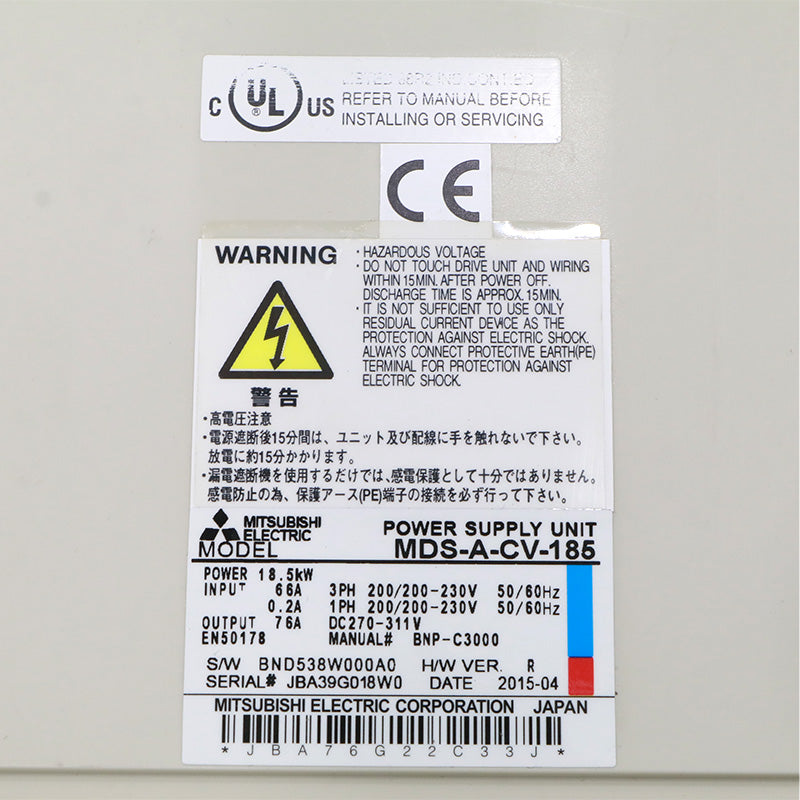 C UL® US
LISTED 98R2 IND CONT EQ
REFER TO MANUAL BEFORE
INSTALLING OR SERVICING
CE
WARNING
・HAZARDOUS VOLTAGE
・DO NOT TOUCH DRIVE UNIT AND WIRING
WITHIN 15MIN. AFTER POWER OFF.
DISCHARGE TIME IS APPROX. 15MIN.
・IT IS NOT SUFFICIENT TO USE ONLY
RESIDUAL CURRENT DEVICE AS THE
PROTECTION AGAINST ELECTRIC SHOCK.
ALWAYS CONNECT PROTECTIVE EARTH(PE)
TERMINAL FOR PROTECTION AGAINST
ELECTRIC SHOCK.
警告
・高電圧注意
・電源遮断後15分間は、ユニット及び配線に手を触れないで下さい。
放電に約15分かかります。
・漏電遮断機を使用するだけでは、感電保護として十分ではありません。
感電防止の為、保護アース(PE)端子の接続を必ず行って下さい。
MITSUBISHI
ELECTRIC
POWER SUPPLY UNIT
MODEL MDS-A-CV-185
POWER 18.5kW
INPUT 66A 3PH 200/200-230V 50/60Hz
0.2A 1PH 200/200-230V 50/60Hz
OUTPUT 76A DC270-311V
EN50178 MANUAL# BNP-C3000
S/W BND538W000A0 H/W VER. R
SERIAL# JBA39G018W0 DATE 2015-04
MITSUBISHI ELECTRIC CORPORATION JAPAN
*JBA76G22C33J*